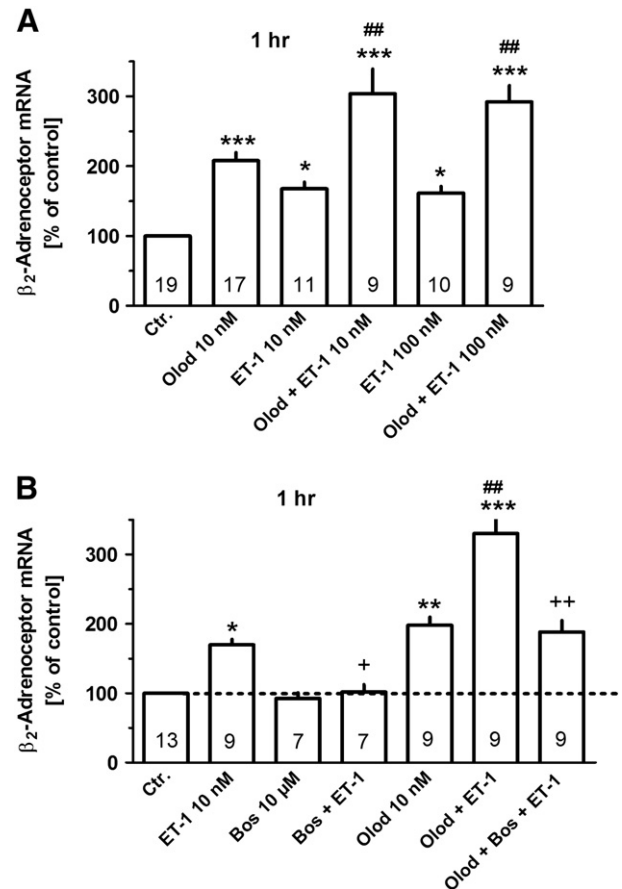 A
1 hr
β₂-Adrenoceptor mRNA
[% of control]
300
200
100
0
***
*
##
***
*
##
***
19 17 11 9 10 9
Ctr.
Olod 10 nM
ET-1 10 nM
Olod + ET-1 10 nM
ET-1 100 nM
Olod + ET-1 100 nM
B
1 hr
β₂-Adrenoceptor mRNA
[% of control]
300
200
100
0
*
+
**
##
***
++
13 9 7 7 9 9 9
Ctr.
ET-1 10 nM
Bos 10 µM
Bos + ET-1
Olod 10 nM
Olod + ET-1
Olod + Bos + ET-1